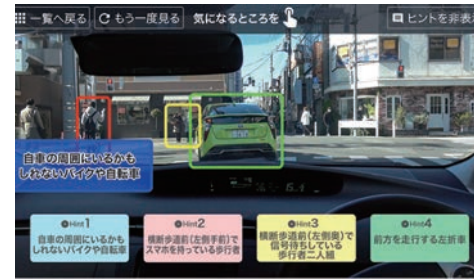 一覧へ戻る
もう一度見る
気になるところを
ヒントを非表
自車の周囲にいるかも
しれないバイクや自転車
Hint1
自車の周囲にいるかも
しれないバイクや自転車
Hint2
横断歩道前(左側手前)で
スマホを持っている歩行者
Hint3
横断歩道前(左側奥)で
信号待ちしている
歩行者二人組
Hint4
前方を走行する左折車